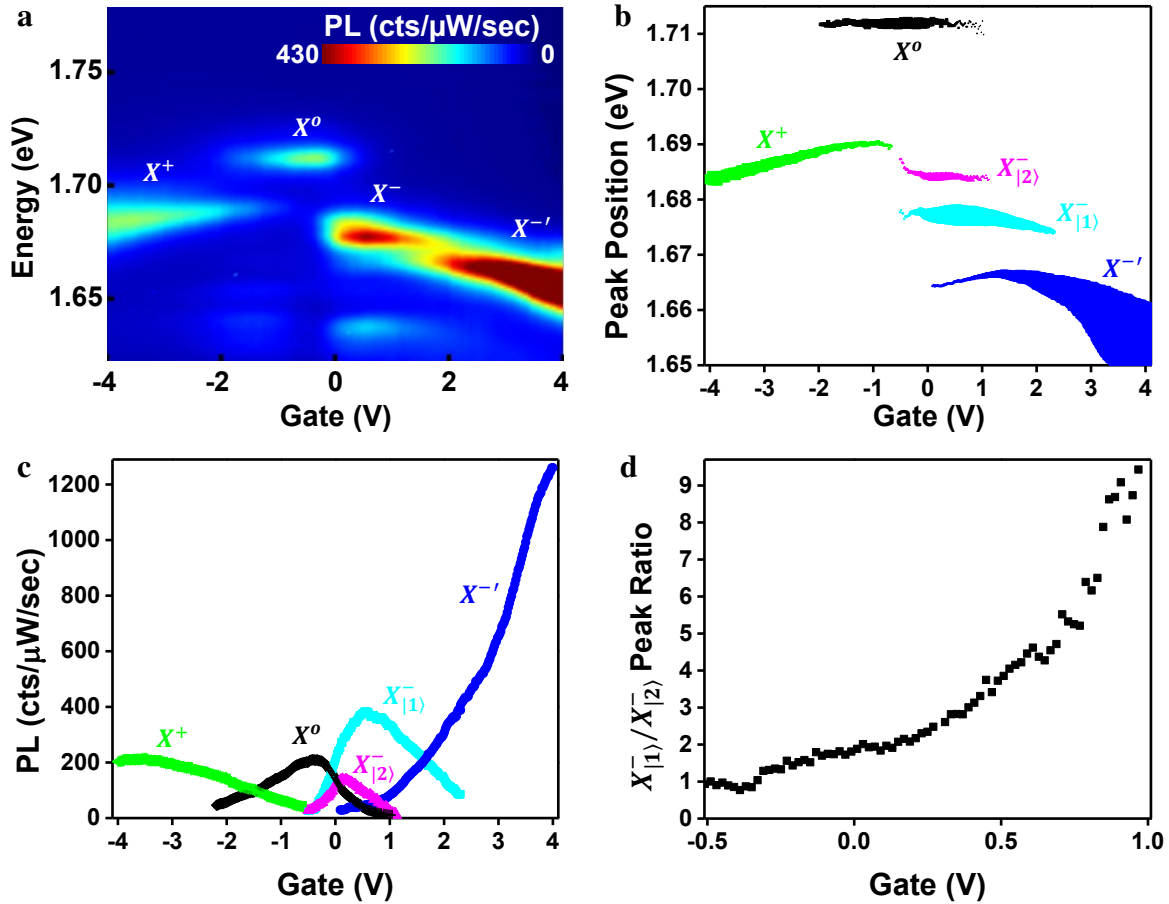 a
PL (cts/µW/sec)
430 0
1.75
1.70
1.65
Energy (eV)
X⁺
Xᵒ
X⁻
X⁻′
-4 -2 0 2 4
Gate (V)
b
1.71
1.70
1.69
1.68
1.67
1.66
1.65
Peak Position (eV)
Xᵒ
X⁺
X⁻|2⟩
X⁻|1⟩
X⁻′
-4 -3 -2 -1 0 1 2 3 4
Gate (V)
c
1200
1000
800
600
400
200
0
PL (cts/μW/sec)
X⁻′
X⁻|1⟩
X⁺
Xᵒ
X⁻|2⟩
-4 -3 -2 -1 0 1 2 3 4
Gate (V)
d
9
8
7
6
5
4
3
2
1
0
X⁻|1⟩/X⁻|2⟩ Peak Ratio
-0.5 0.0 0.5 1.0
Gate (V)